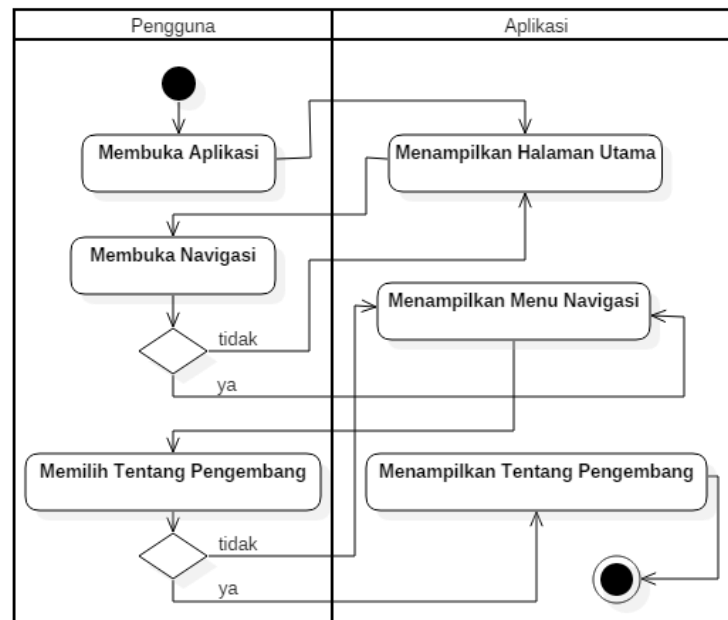 Pengguna
Aplikasi
Membuka Aplikasi
Menampilkan Halaman Utama
Membuka Navigasi
Menampilkan Menu Navigasi
tidak
ya
Memilih Tentang Pengembang
Menampilkan Tentang Pengembang
tidak
ya